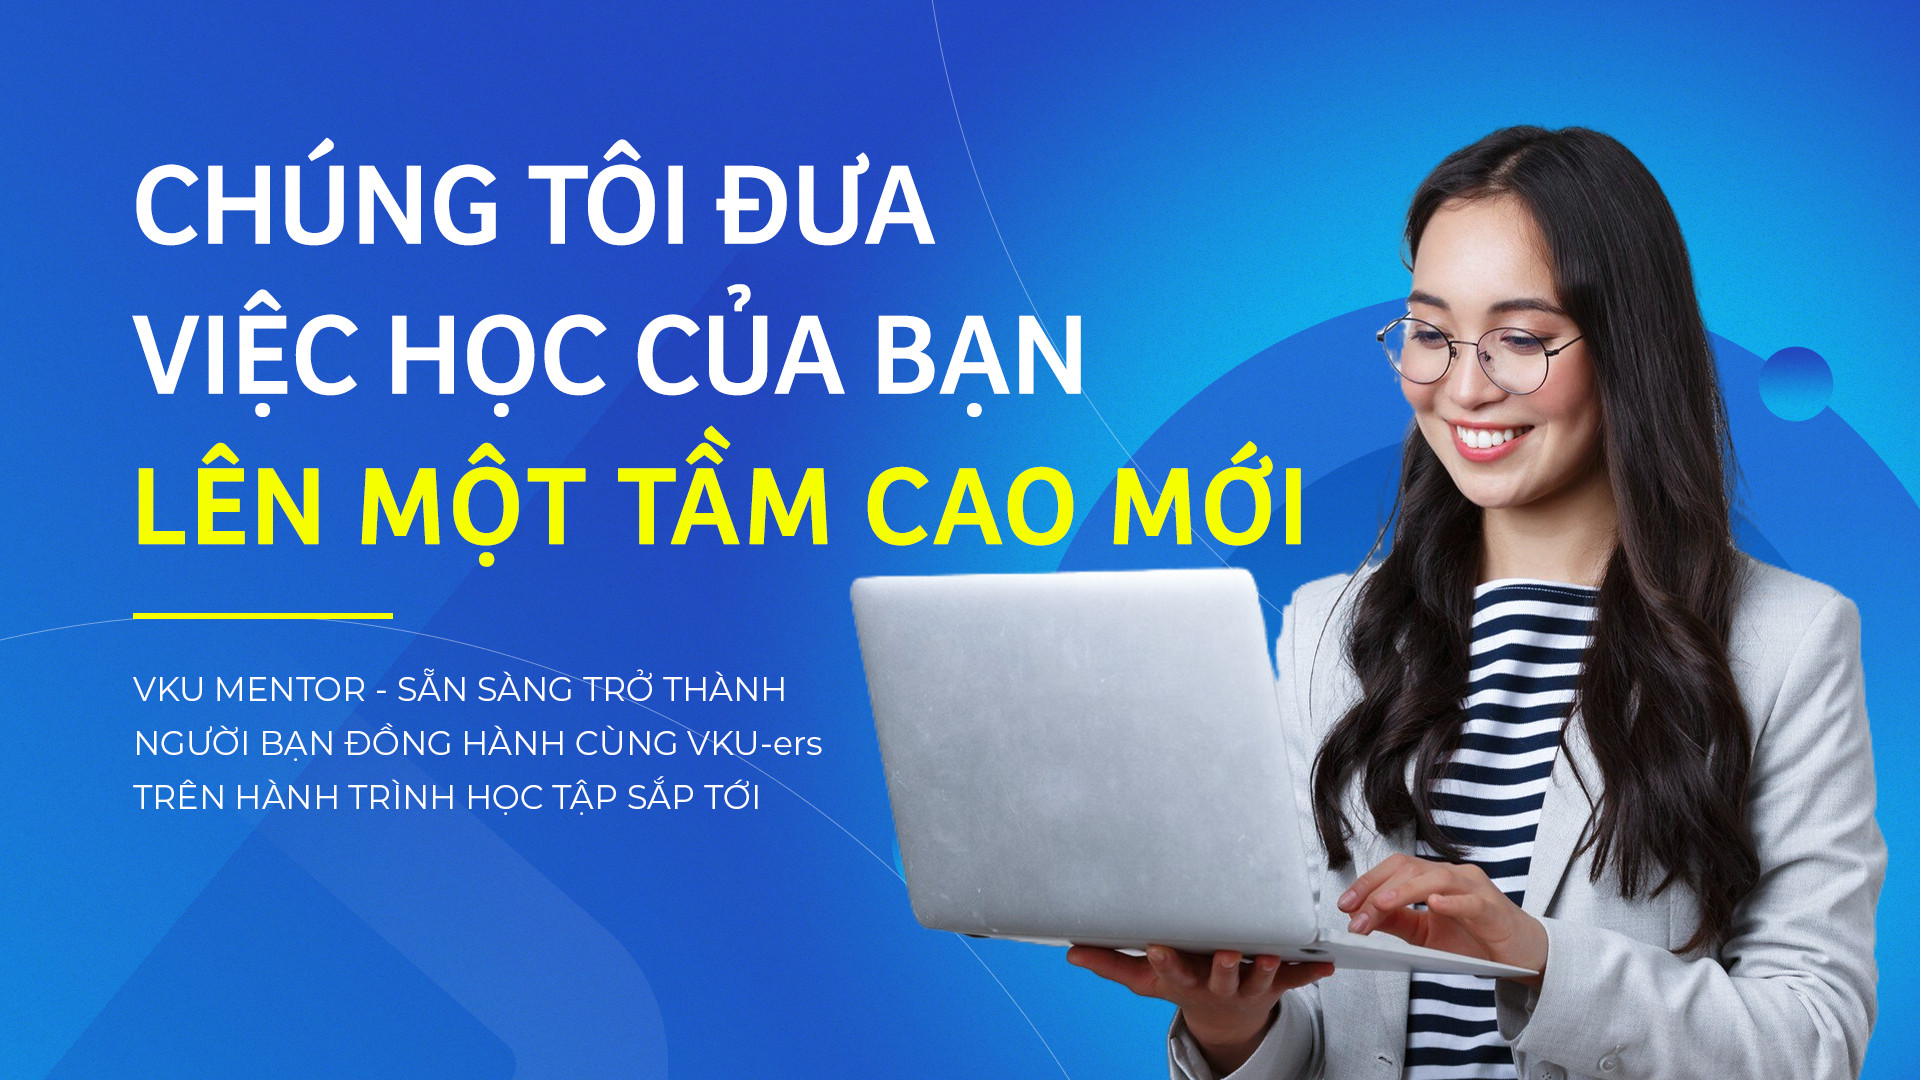 CHÚNG TÔI ĐƯA
VIỆC HỌC CỦA BẠN
LÊN MỘT TẦM CAO MỚI
VKU MENTOR - SẴN SÀNG TRỞ THÀNH
NGƯỜI BẠN ĐỒNG HÀNH CÙNG VKU-ers
TRÊN HÀNH TRÌNH HỌC TẬP SẮP TỚI